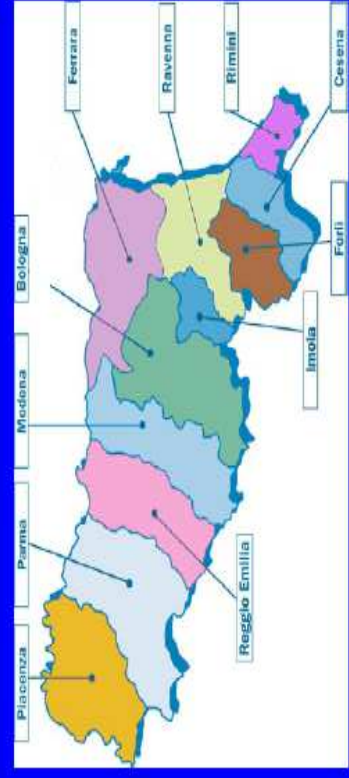 Piacenza
Parma
Modena
Bologna
Ferrara
Ravenna
Rimini
Cesena
Reggio Emilia
Imola
Forlì